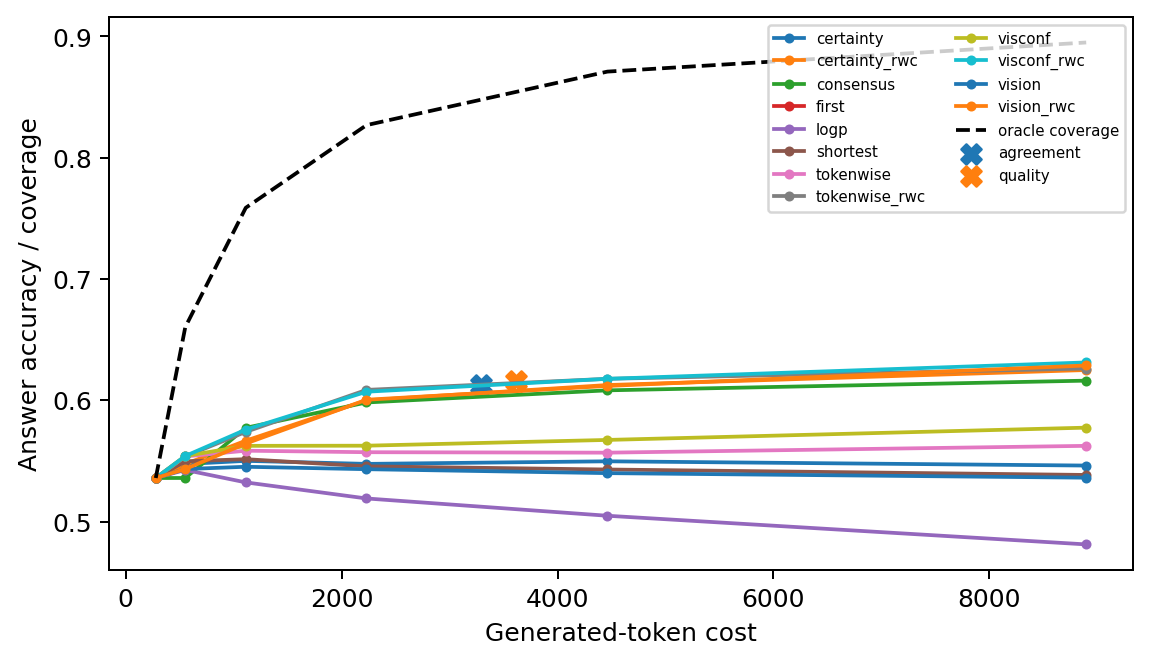 0.9
0.8
0.7
0.6
0.5
Answer accuracy / coverage
0
2000
4000
6000
8000
Generated-token cost
certainty
certainty_rwc
consensus
first
logp
shortest
tokenwise
tokenwise_rwc
visconf
visconf_rwc
vision
vision_rwc
oracle coverage
agreement
quality